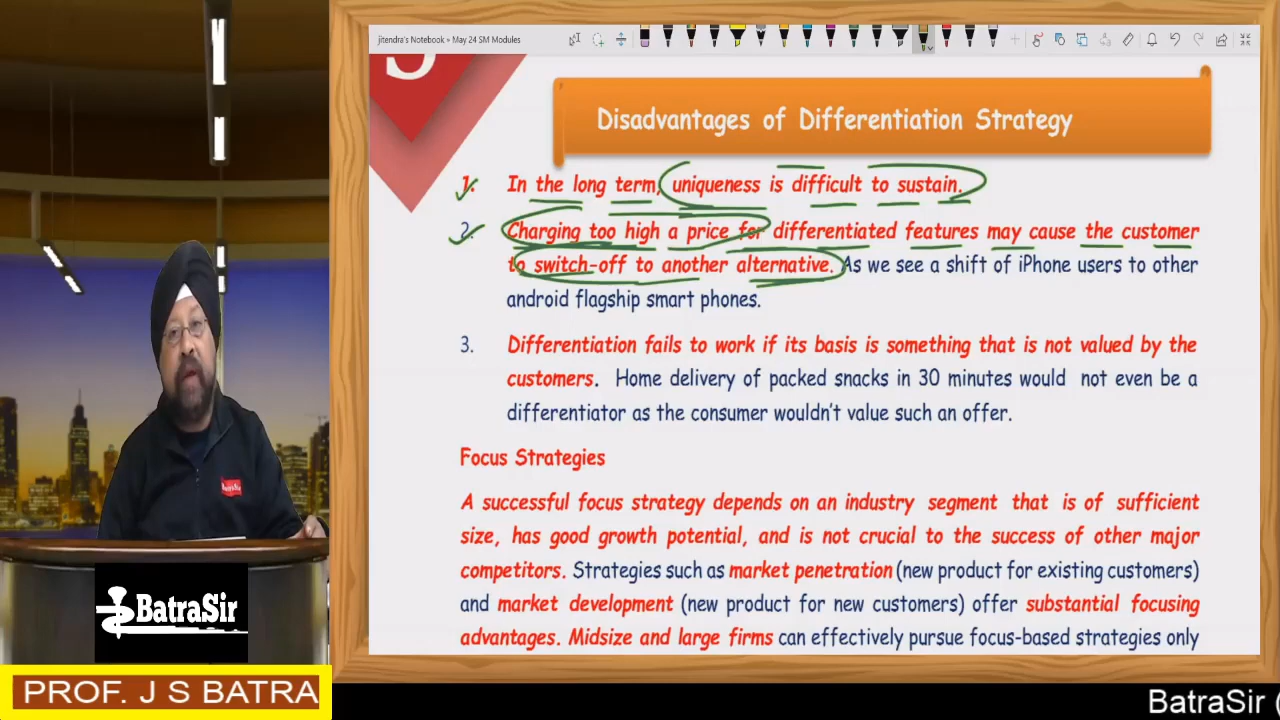 jitendra's Notebook » May 24 SM Modules
Disadvantages of Differentiation Strategy
1. In the long term, uniqueness is difficult to sustain.
2. Charging too high a price for differentiated features may cause the customer
to switch-off to another alternative. As we see a shift of iPhone users to other
android flagship smart phones.
3. Differentiation fails to work if its basis is something that is not valued by the
customers. Home delivery of packed snacks in 30 minutes would not even be a
differentiator as the consumer wouldn't value such an offer.
Focus Strategies
A successful focus strategy depends on an industry segment that is of sufficient
size, has good growth potential, and is not crucial to the success of other major
competitors. Strategies such as market penetration (new product for existing customers)
and market development (new product for new customers) offer substantial focusing
advantages. Midsize and large firms can effectively pursue focus-based strategies only
BatraSir
PROF. J S BATRA
BatraSir (